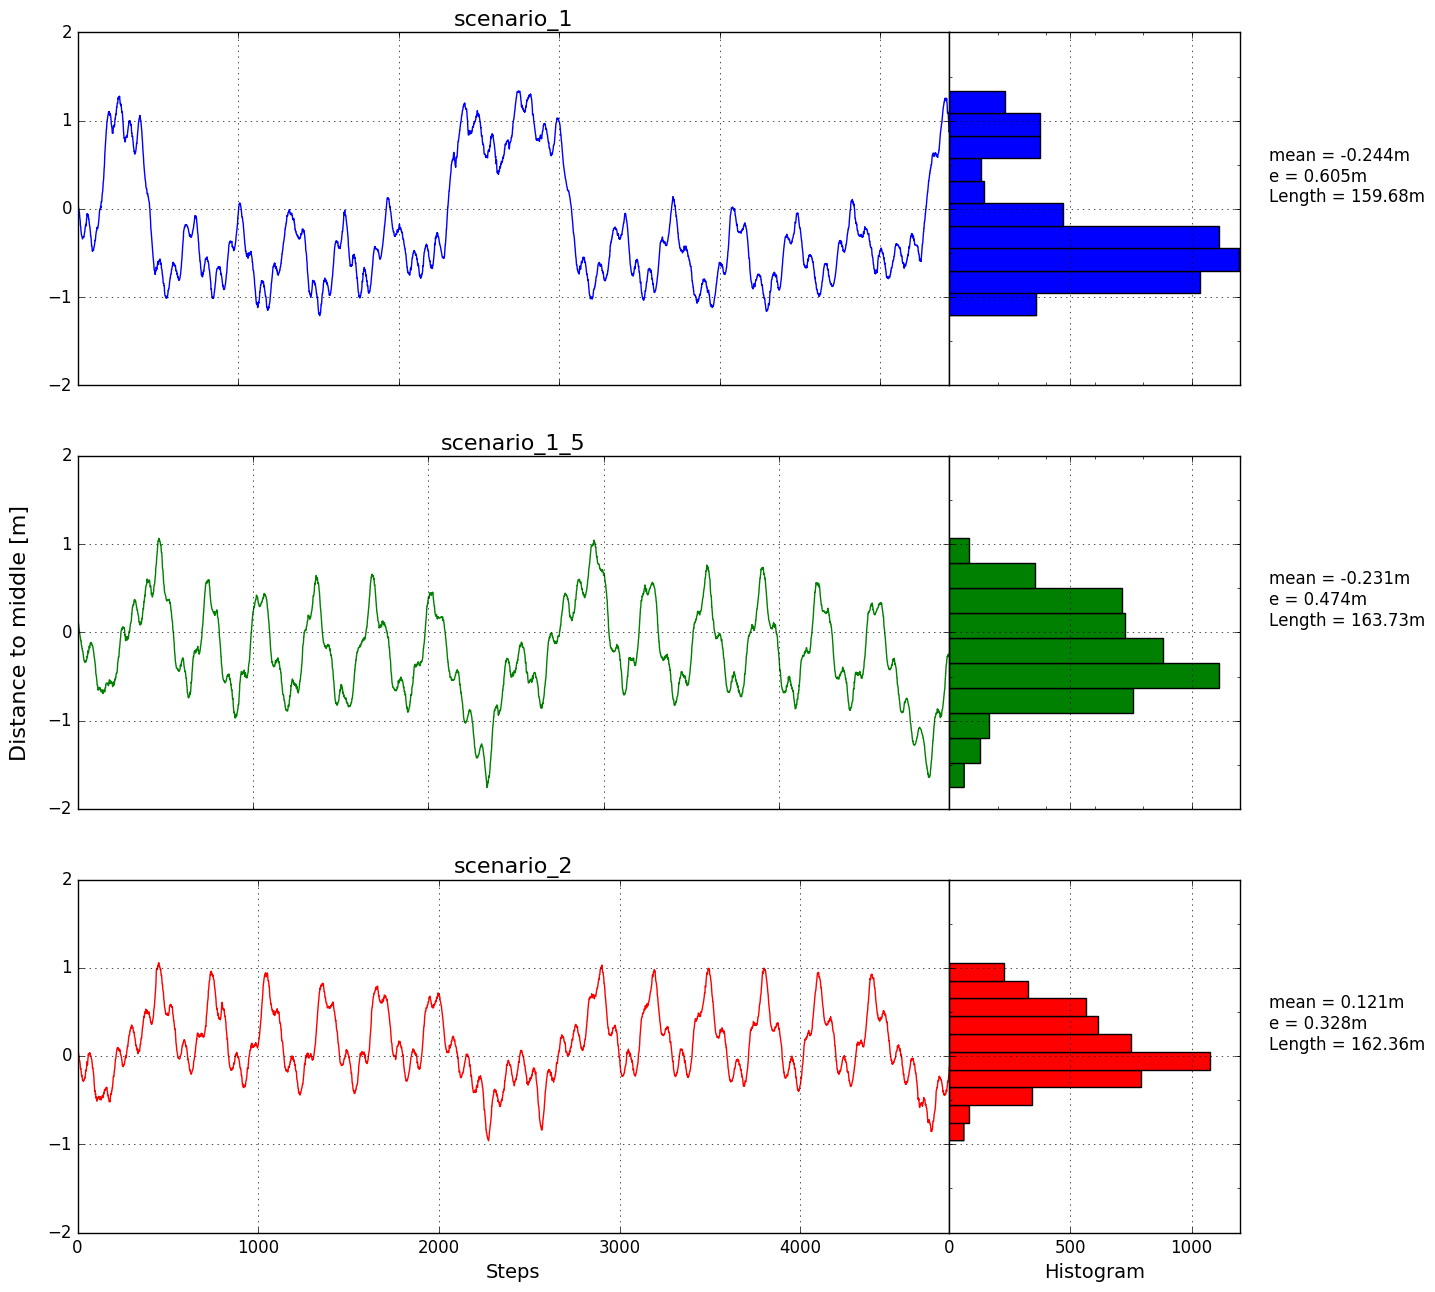 scenario_1
2
1
0
−1
−2
mean = -0.244m
e = 0.605m
Length = 159.68m
scenario_1_5
2
1
0
−1
−2
mean = -0.231m
e = 0.474m
Length = 163.73m
Distance to middle [m]
scenario_2
2
1
0
−1
−2
mean = 0.121m
e = 0.328m
Length = 162.36m
0 1000 2000 3000 4000
Steps
0 500 1000
Histogram